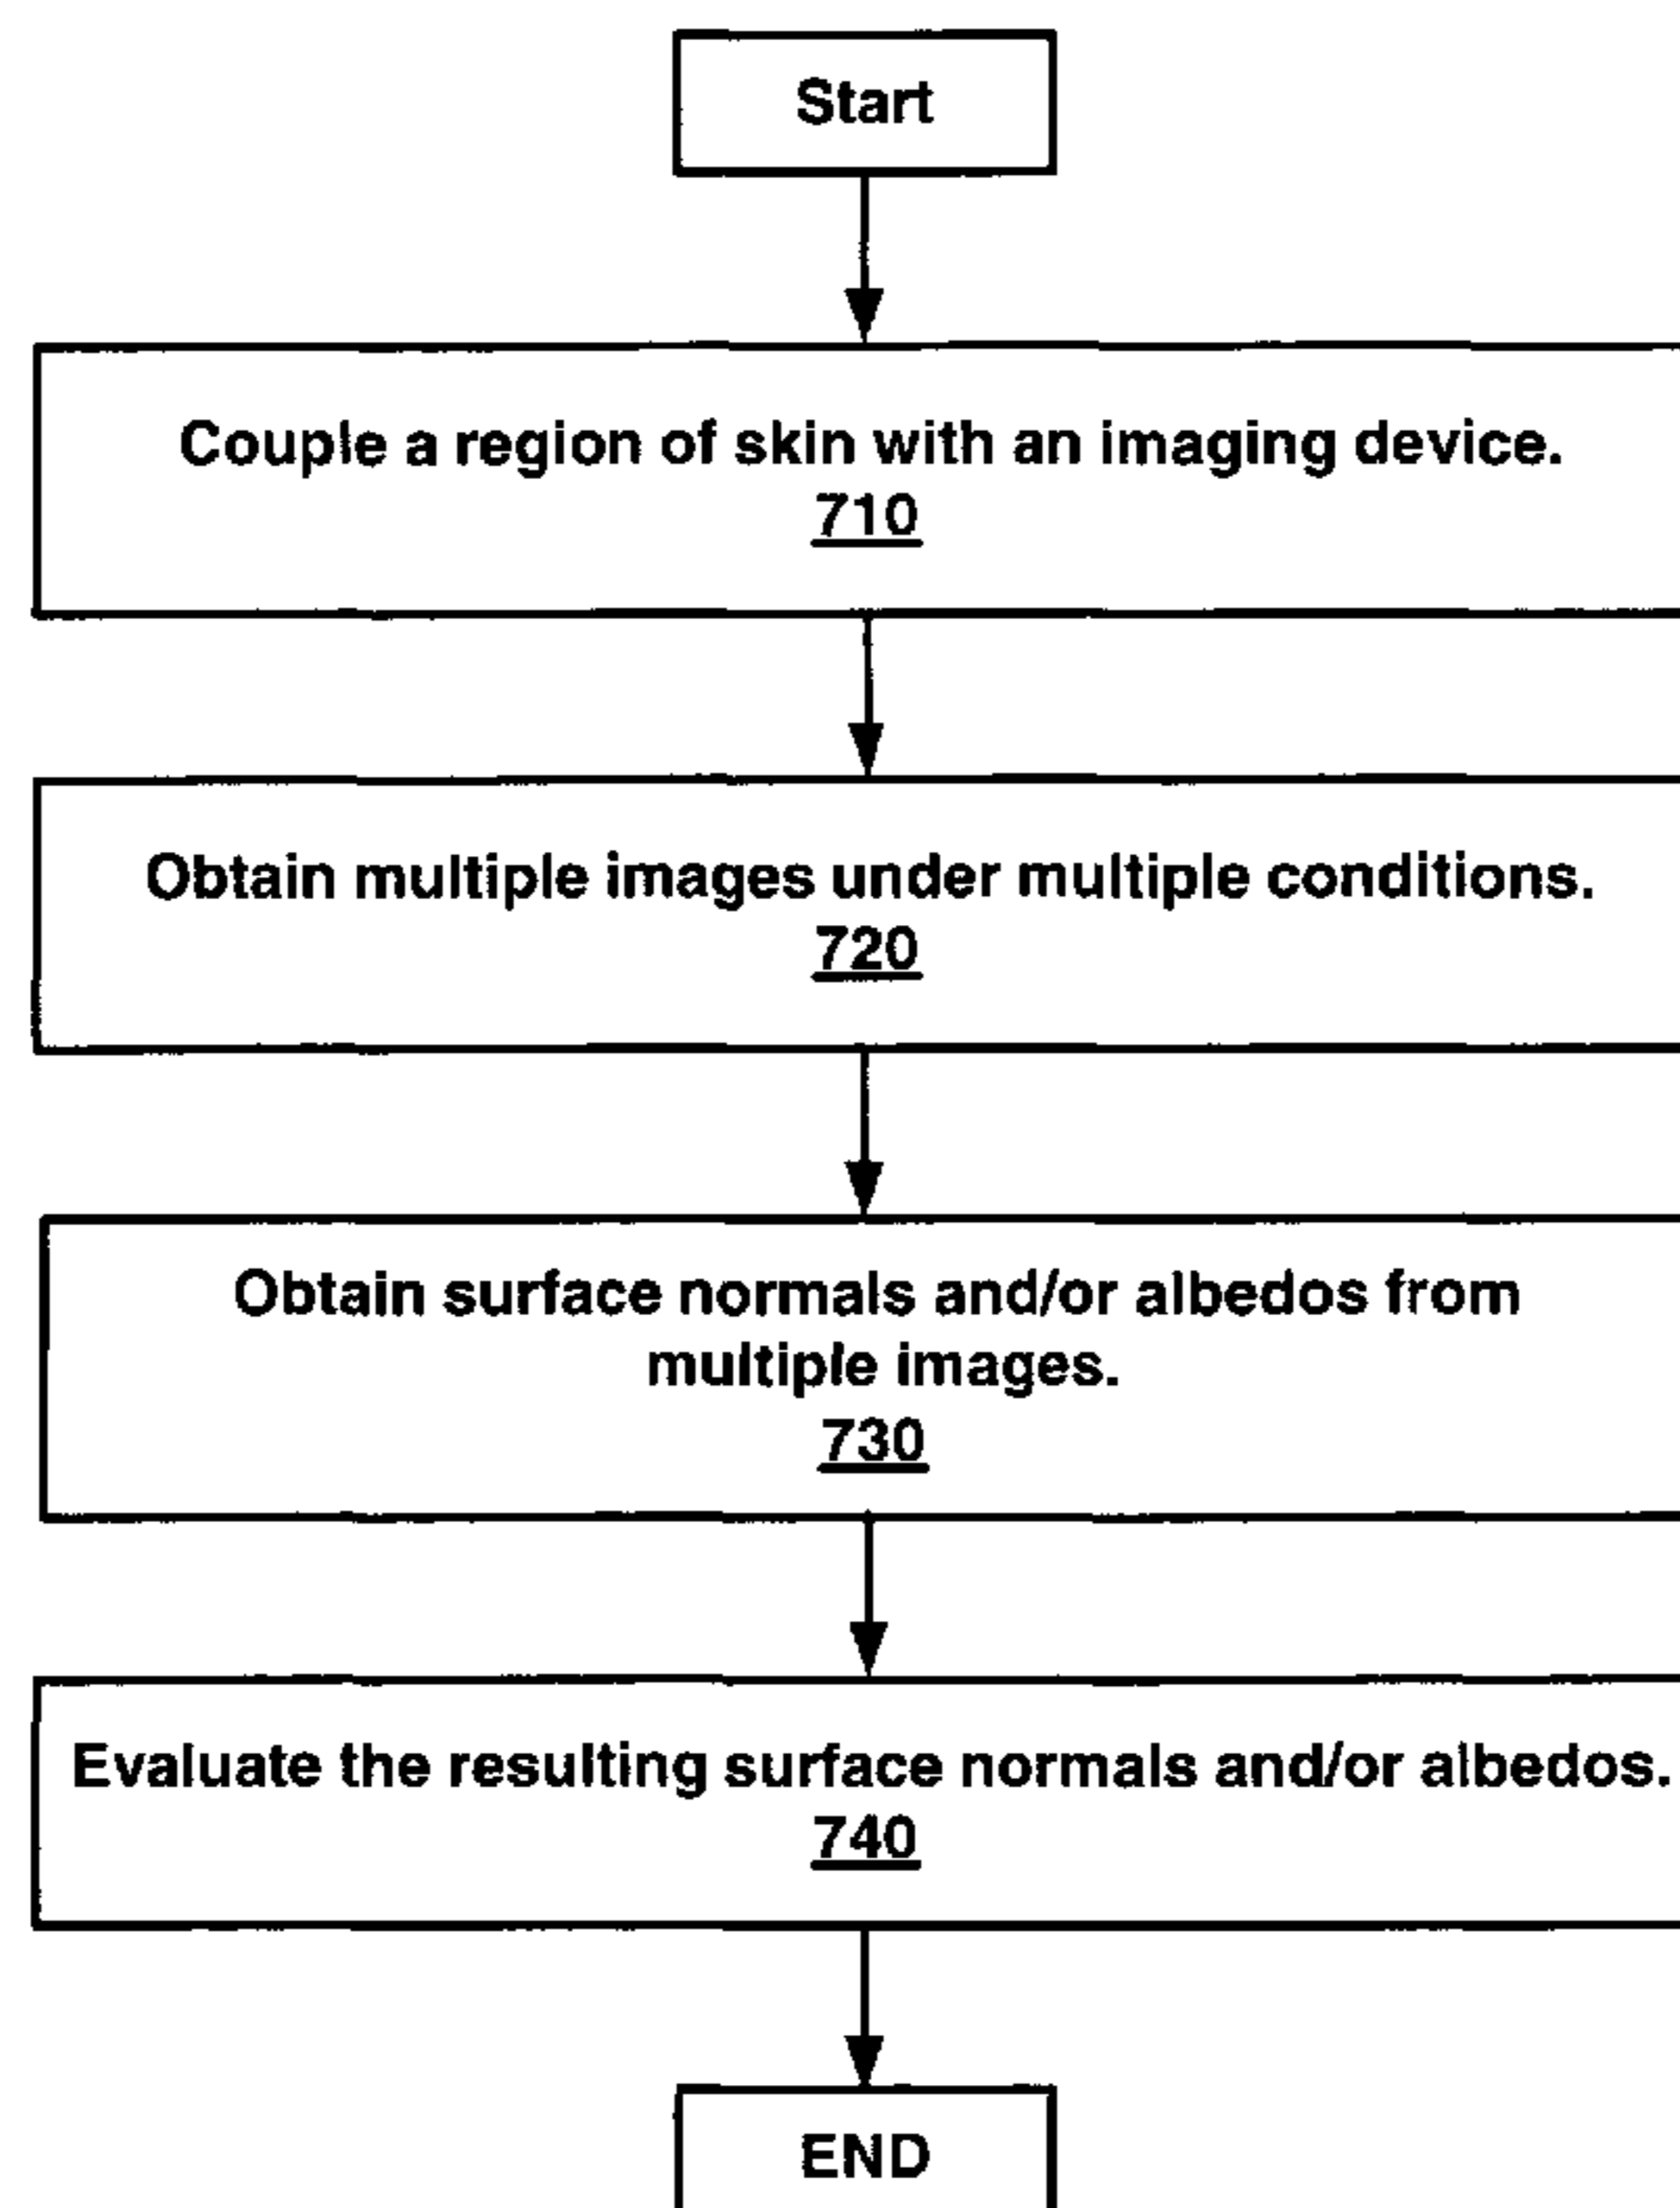 Start
Couple a region of skin with an imaging device.
710
Obtain multiple images under multiple conditions.
720
Obtain surface normals and/or albedos from
multiple images.
730
Evaluate the resulting surface normals and/or albedos.
740
END